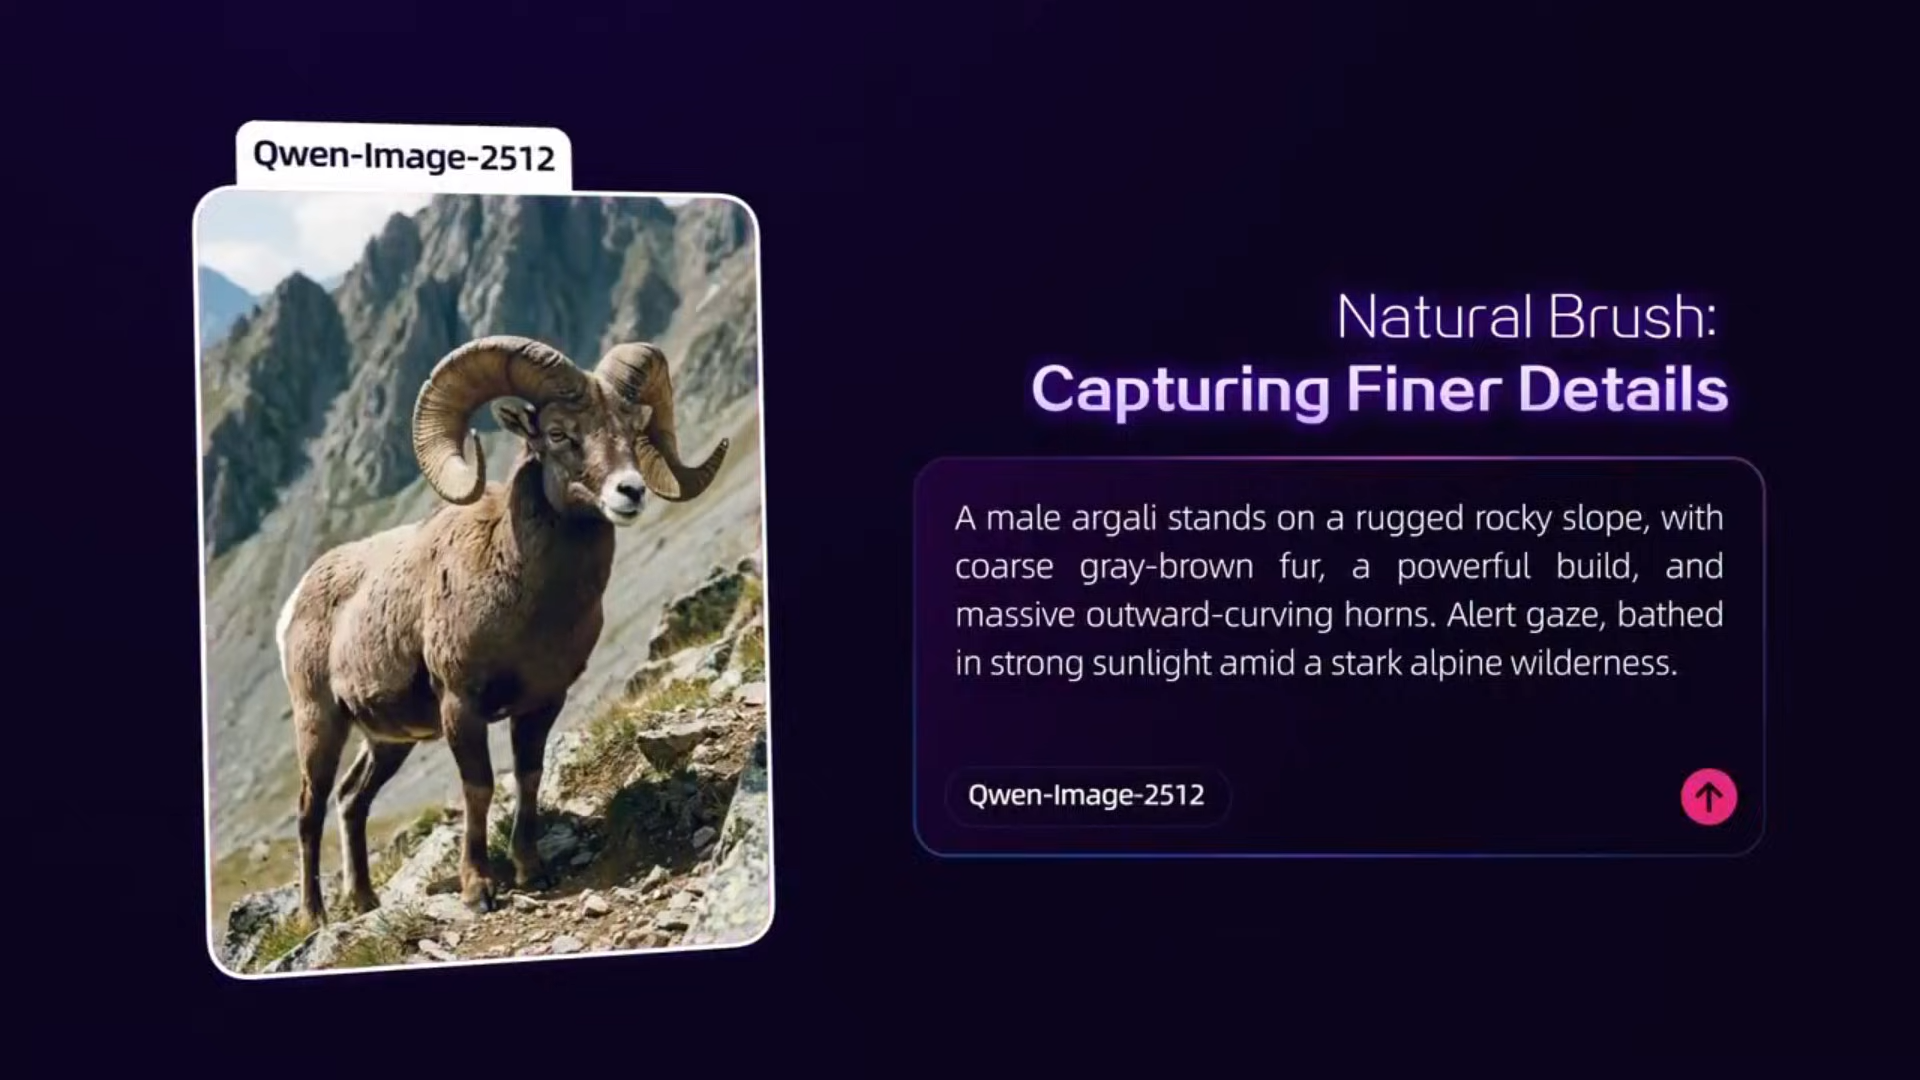 Qwen-Image-2512
Natural Brush:
Capturing Finer Details
A male argali stands on a rugged rocky slope, with
coarse gray-brown fur, a powerful build, and
massive outward-curving horns. Alert gaze, bathed
in strong sunlight amid a stark alpine wilderness.
Qwen-Image-2512